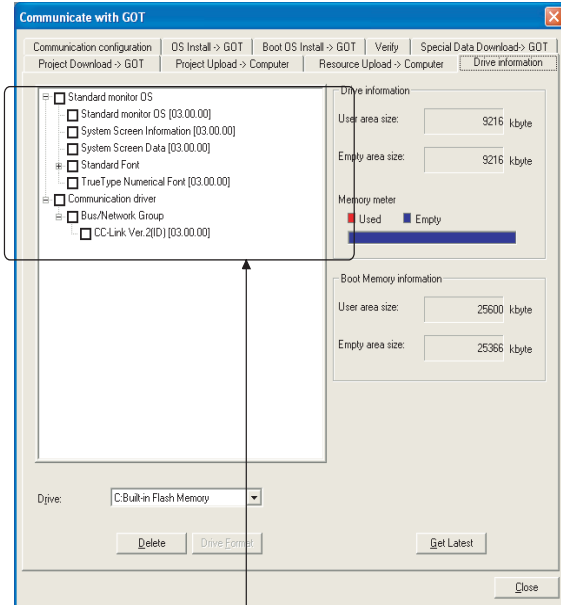 Communicate with GOT
Communication configuration OS Install -> GOT Boot OS Install -> GOT Verify Special Data Download-> GOT
Project Download -> GOT Project Upload -> Computer Resource Upload -> Computer Drive information
Standard monitor OS
Standard monitor OS [03.00.00]
System Screen Information [03.00.00]
System Screen Data [03.00.00]
Standard Font
TrueType Numerical Font [03.00.00]
Communication driver
Bus/Network Group
CC-Link Ver.2(ID) [03.00.00]
Drive information
User area size: 9216 kbyte
Empty area size: 9216 kbyte
Memory meter
Used Empty
Boot Memory information
User area size: 25600 kbyte
Empty area size: 25366 kbyte
Drive: C:Built-in Flash Memory
Delete Drive Format Get Latest
Close